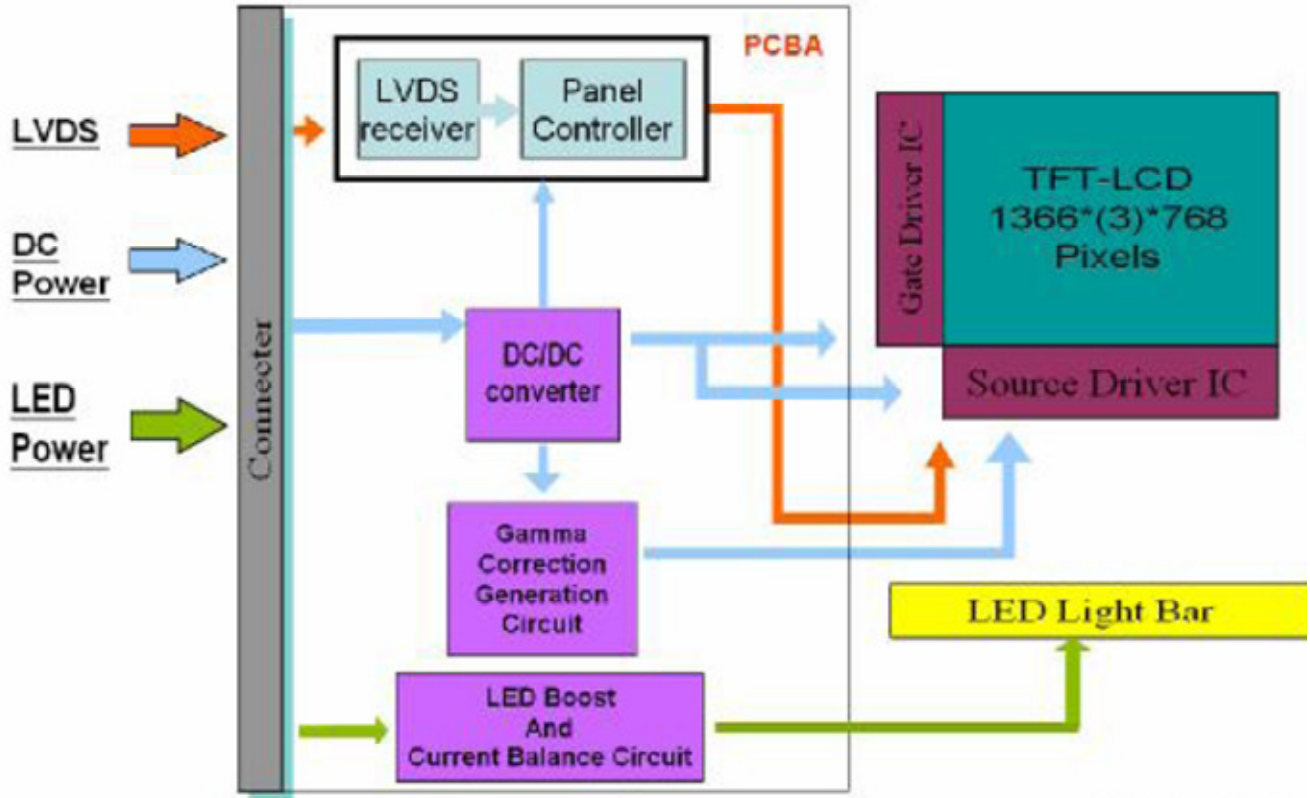 PCBA
LVDS
receiver
Panel
Controller
LVDS
DC
Power
LED
Power
Connecter
DC/DC
converter
Gamma
Correction
Generation
Circuit
LED Boost
And
Current Balance Circuit
Gate Driver IC
TFT-LCD
1366*(3)*768
Pixels
Source Driver IC
LED Light Bar